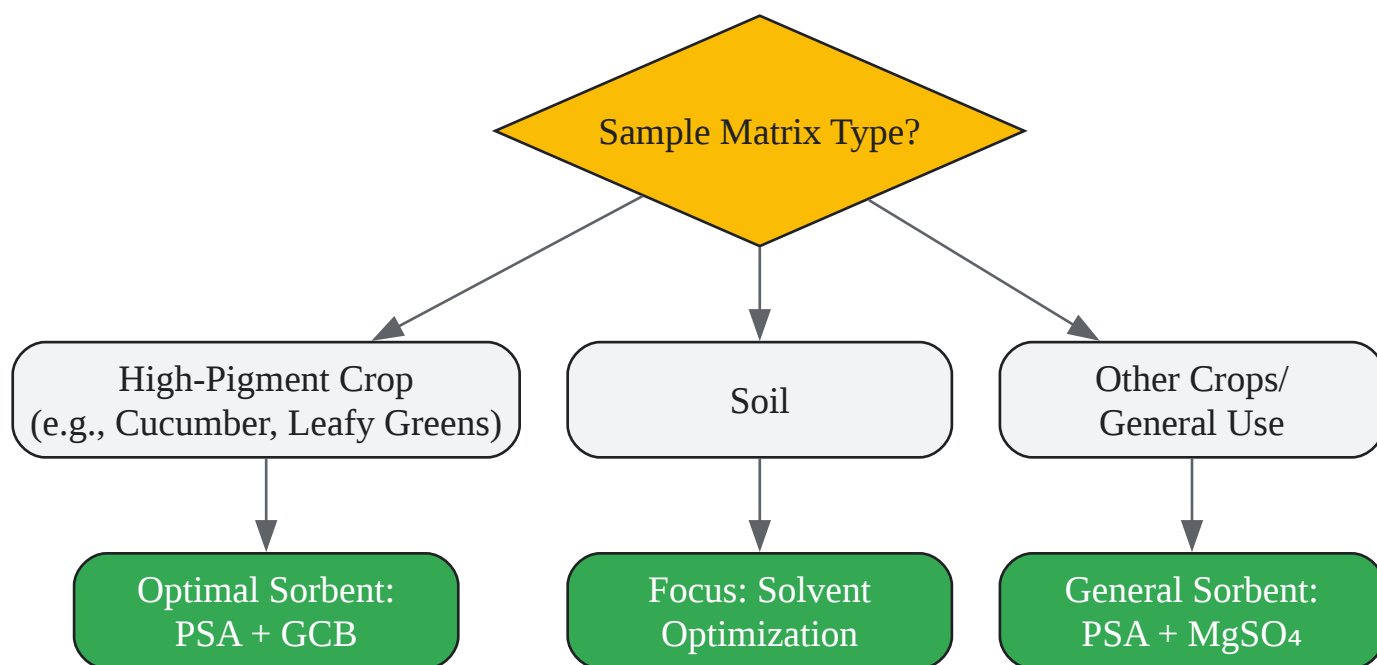 Sample Matrix Type?
High-Pigment Crop
(e.g., Cucumber, Leafy Greens)
Soil
Other Crops/
General Use
Optimal Sorbent:
PSA + GCB
Focus: Solvent
Optimization
General Sorbent:
PSA + MgSO₄